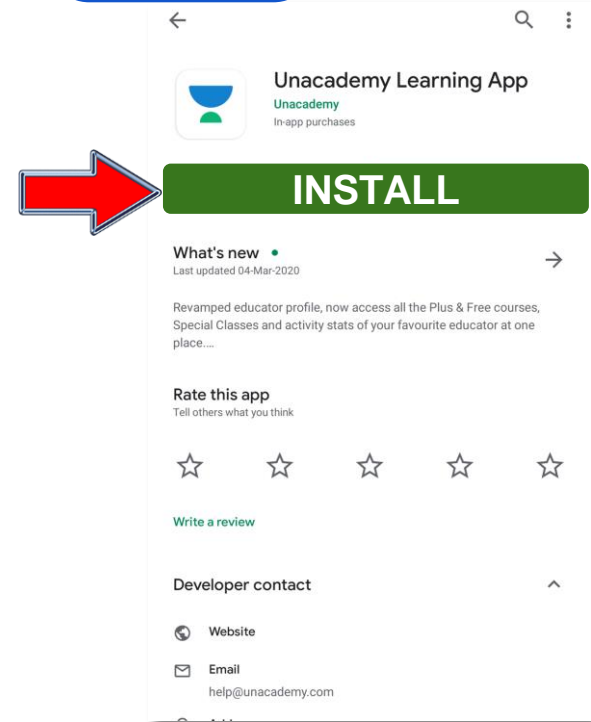 Unacademy Learning App
Unacademy
In-app purchases
INSTALL
What's new
Last updated 04-Mar-2020
Revamped educator profile, now access all the Plus & Free courses,
Special Classes and activity stats of your favourite educator at one
place....
Rate this app
Tell others what you think
Write a review
Developer contact
Website
Email
help@unacademy.com